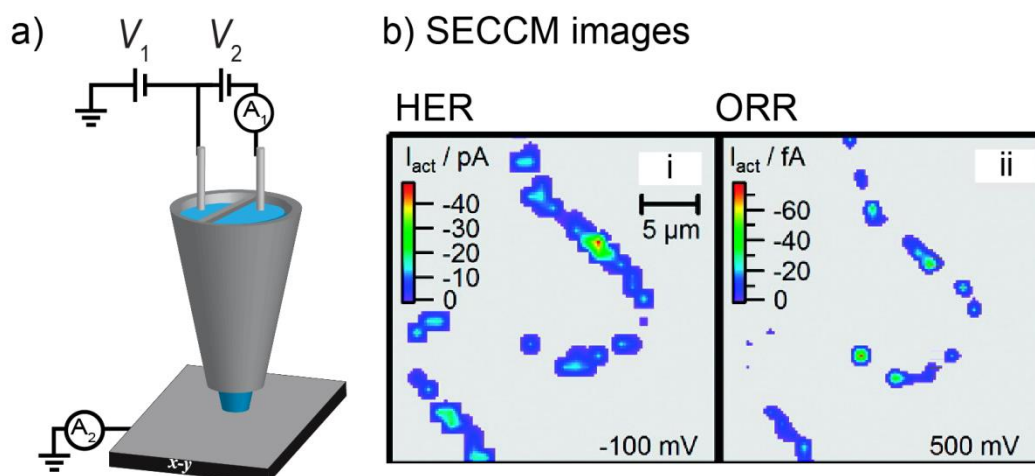 a)
V1
V2
A1
A2
x-y
b) SECCM images
HER
ORR
Iact / pA
-40
-30
-20
-10
0
i
5 µm
-100 mV
Iact / fA
-60
-40
-20
0
ii
500 mV